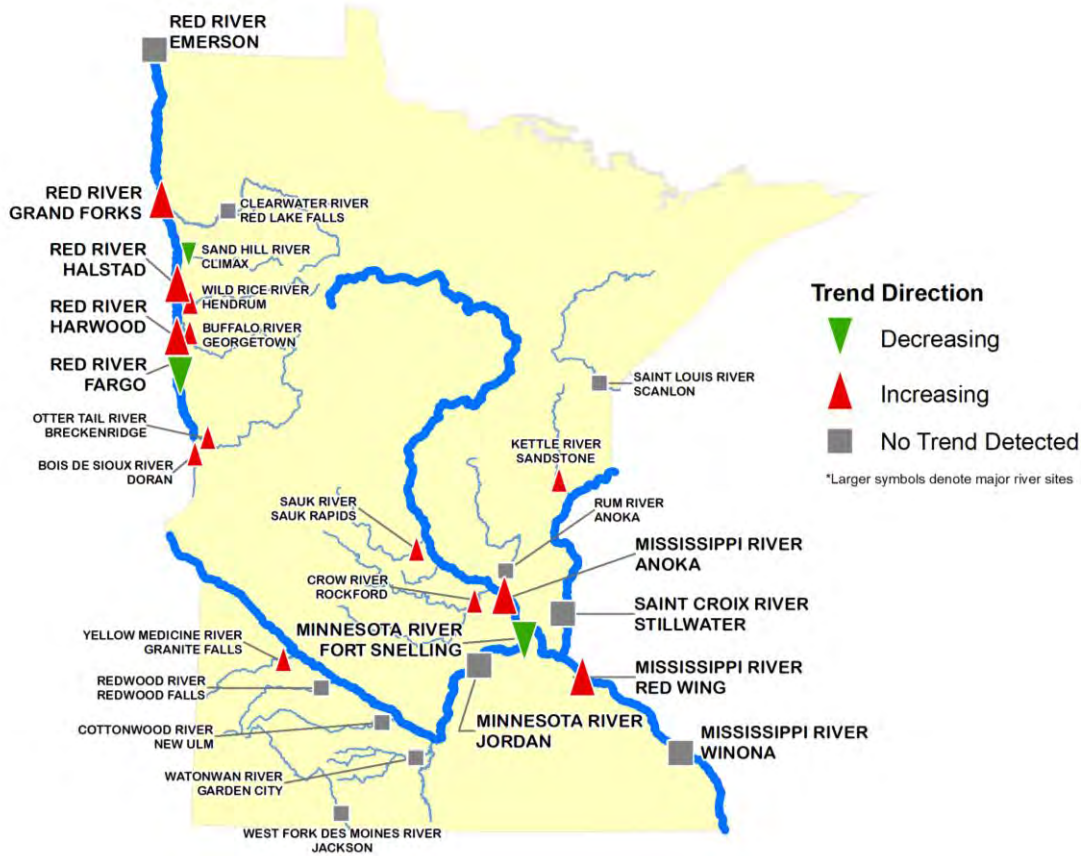 RED RIVER
EMERSON
RED RIVER
GRAND FORKS
CLEARWATER RIVER
RED LAKE FALLS
RED RIVER
HALSTAD
SAND HILL RIVER
CLIMAX
WILD RICE RIVER
HENDRUM
RED RIVER
HARWOOD
BUFFALO RIVER
GEORGETOWN
RED RIVER
FARGO
OTTER TAIL RIVER
BRECKENRIDGE
BOIS DE SIOUX RIVER
DORAN
SAINT LOUIS RIVER
SCANLON
KETTLE RIVER
SANDSTONE
SAUK RIVER
SAUK RAPIDS
RUM RIVER
ANOKA
MISSISSIPPI RIVER
ANOKA
CROW RIVER
ROCKFORD
SAINT CROIX RIVER
STILLWATER
MINNESOTA RIVER
FORT SNELLING
YELLOW MEDICINE RIVER
GRANITE FALLS
MISSISSIPPI RIVER
RED WING
REDWOOD RIVER
REDWOOD FALLS
MINNESOTA RIVER
JORDAN
COTTONWOOD RIVER
NEW ULM
MISSISSIPPI RIVER
WINONA
WATONWAN RIVER
GARDEN CITY
WEST FORK DES MOINES RIVER
JACKSON
Trend Direction
Decreasing
Increasing
No Trend Detected
*Larger symbols denote major river sites